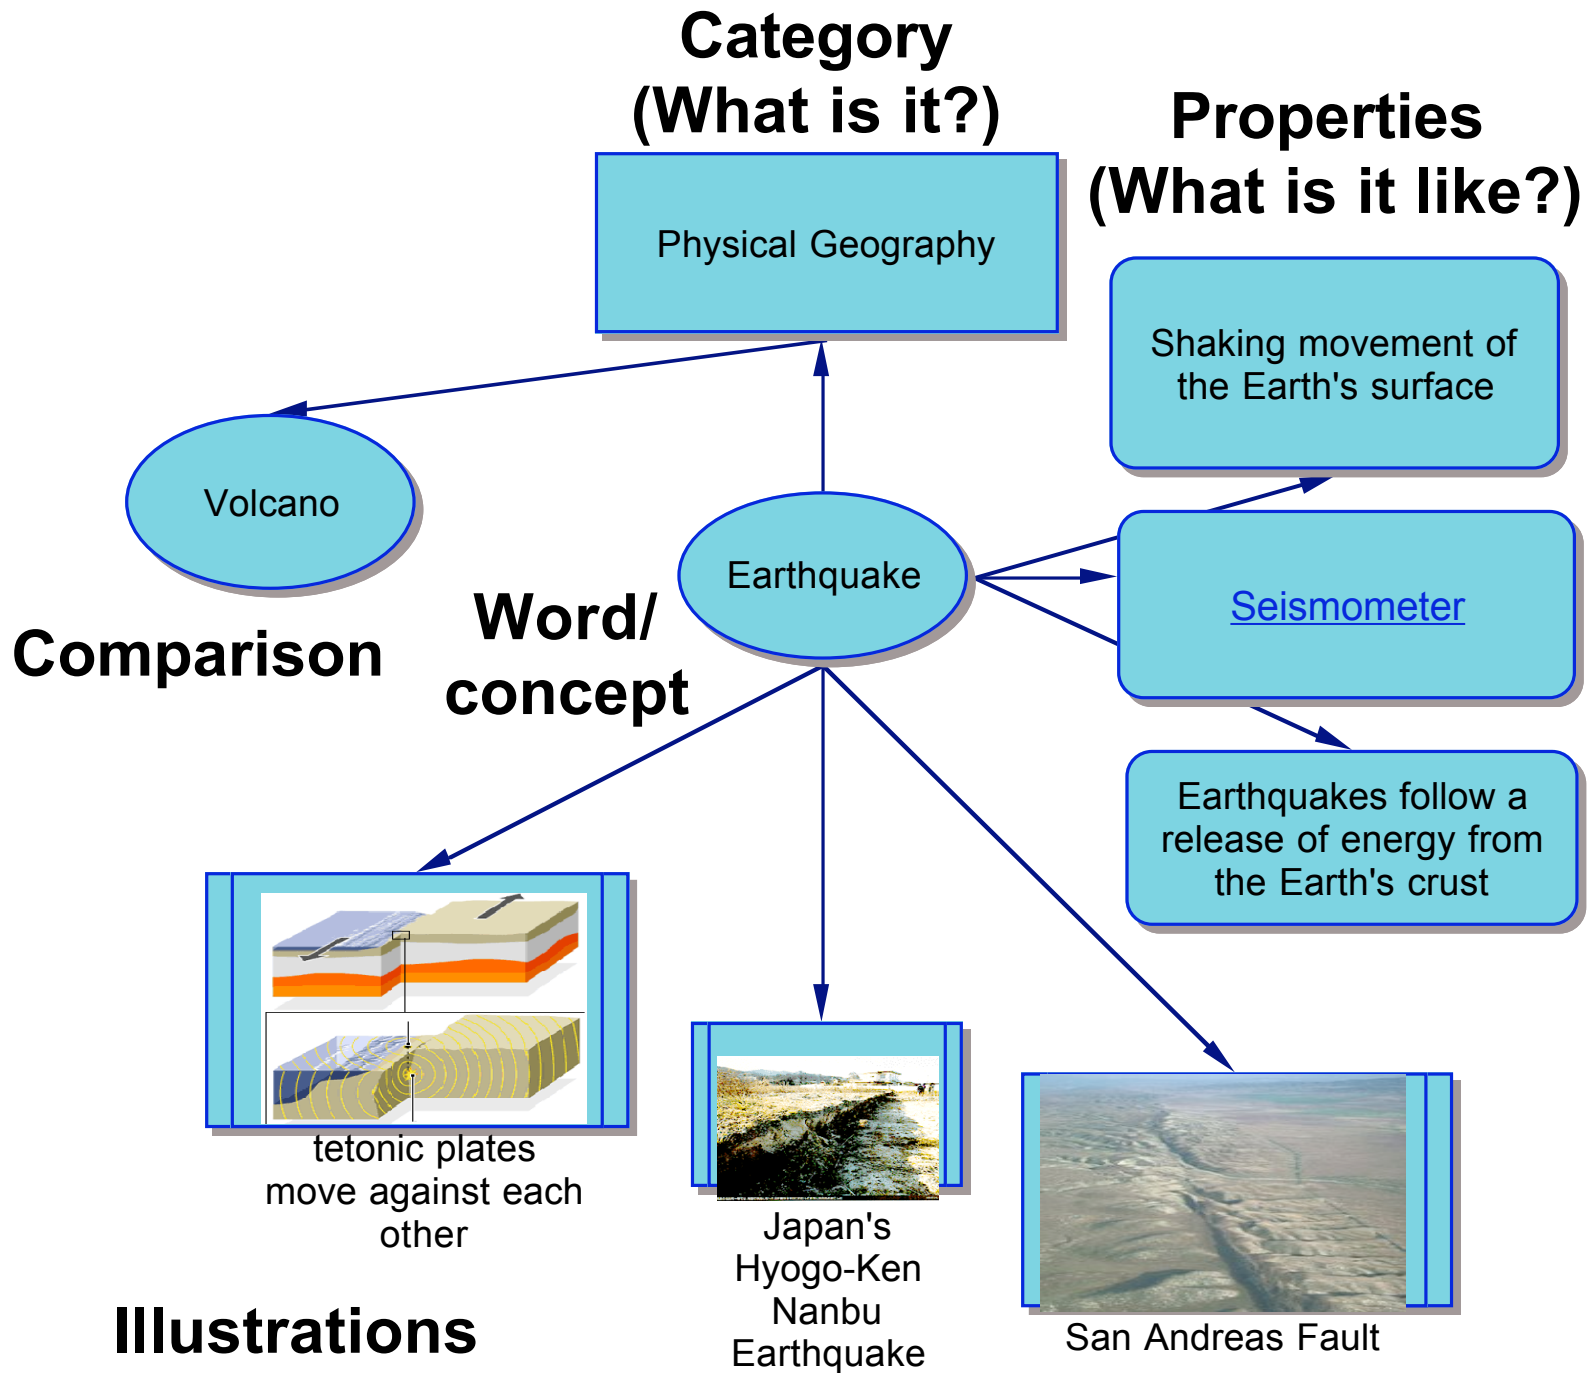 Category
(What is it?)
Properties
(What is it like?)
Physical Geography
Shaking movement of
the Earth's surface
Volcano
Earthquake
Seismometer
Comparison
Word/
concept
Earthquakes follow a
release of energy from
the Earth's crust
tetonic plates
move against each
other
Japan's
Hyogo-Ken
Nanbu
Earthquake
San Andreas Fault
Illustrations